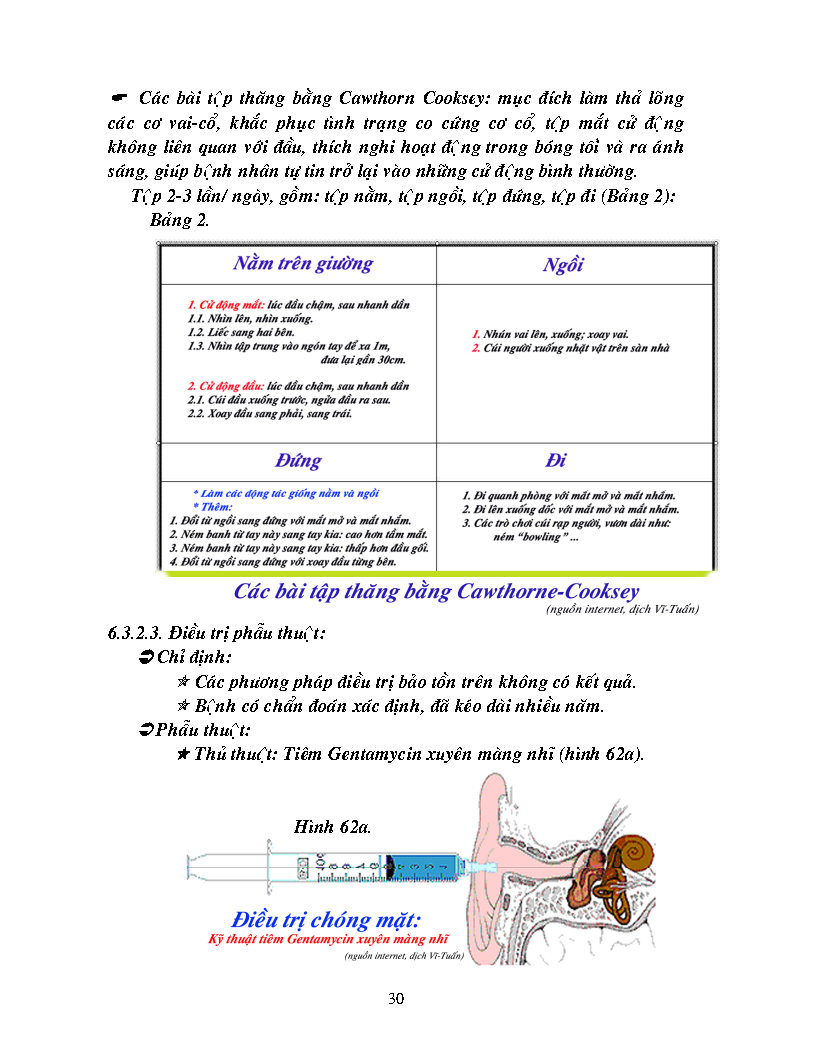 Các bài tập thăng bằng Cawthorn Cooksey: mục đích làm thả lõng
các cơ vai-cổ, khắc phục tình trạng co cứng cơ cổ, tập mắt cử động
không liên quan với đầu, thích nghi hoạt động trong bóng tối và ra ánh
sáng, giúp bệnh nhân tự tin trở lại vào những cử động bình thường.
Tập 2-3 lần/ ngày, gồm: tập nằm, tập ngồi, tập đứng, tập đi (Bảng 2):
Bảng 2.
Nằm trên giường
1. Cử động mắt: lúc đầu chậm, sau nhanh dần
1.1. Nhìn lên, nhìn xuống.
1.2. Liếc sang hai bên.
1.3. Nhìn tập trung vào ngón tay để xa 1m,
đưa lại gần 30cm.
2. Cử động đầu: lúc đầu chậm, sau nhanh dần
2.1. Cúi đầu xuống trước, ngửa đầu ra sau.
2.2. Xoay đầu sang phải, sang trái.
Ngồi
1. Nhún vai lên, xuống; xoay vai.
2. Cúi người xuống nhặt vật trên sàn nhà
Đứng
* Làm các động tác giống nằm và ngồi
* Thêm:
1. Đổi từ ngồi sang đứng với mắt mở và mắt nhắm.
2. Ném banh từ tay này sang tay kia: cao hơn tầm mắt.
3. Ném banh từ tay này sang tay kia: thấp hơn đầu gối.
4. Đổi từ ngồi sang đứng với xoay đầu từng bên.
Đi
1. Đi quanh phòng với mắt mở và mắt nhắm.
2. Đi lên xuống dốc với mắt mở và mắt nhắm.
3. Các trò chơi cúi rạp người, vươn dài như:
ném “bowling” ...
Các bài tập thăng bằng Cawthorne-Cooksey
(nguồn internet, dịch Vĩ-Tuấn)
6.3.2.3. Điều trị phẫu thuật:
Chỉ định:
Các phương pháp điều trị bảo tồn trên không có kết quả.
Bệnh có chẩn đoán xác định, đã kéo dài nhiều năm.
Phẫu thuật:
Thủ thuật: Tiêm Gentamycin xuyên màng nhĩ (hình 62a).
Hình 62a.
Điều trị chóng mặt:
Kỹ thuật tiêm Gentamycin xuyên màng nhĩ
(nguồn internet, dịch Vĩ-Tuấn)
30